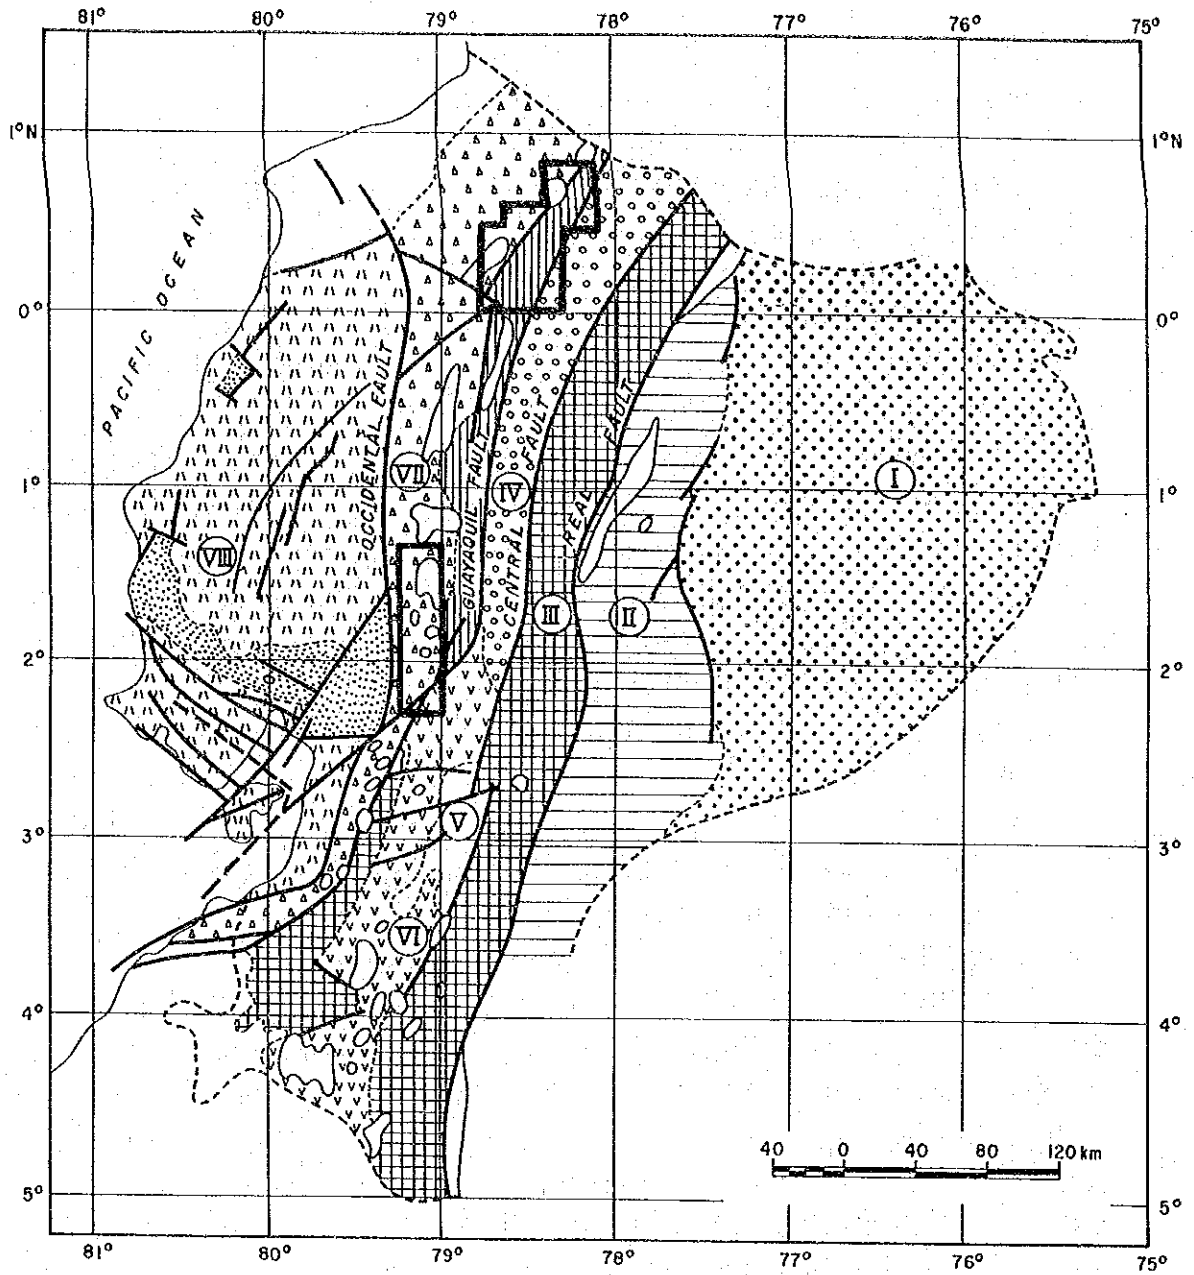 81° 80° 79° 78° 77° 76° 75°
1°N 1°N
PACIFIC OCEAN
0° 0°
OCCIDENTAL FAULT
GUAYAQUIL FAULT
CENTRAL FAULT
REAL FAULT
VII
IV
I
1° 1°
VIII
III
II
2° 2°
V
3° 3°
VI
4° 4°
40 0 40 80 120 km
5° 5°
81° 80° 79° 78° 77° 76° 75°